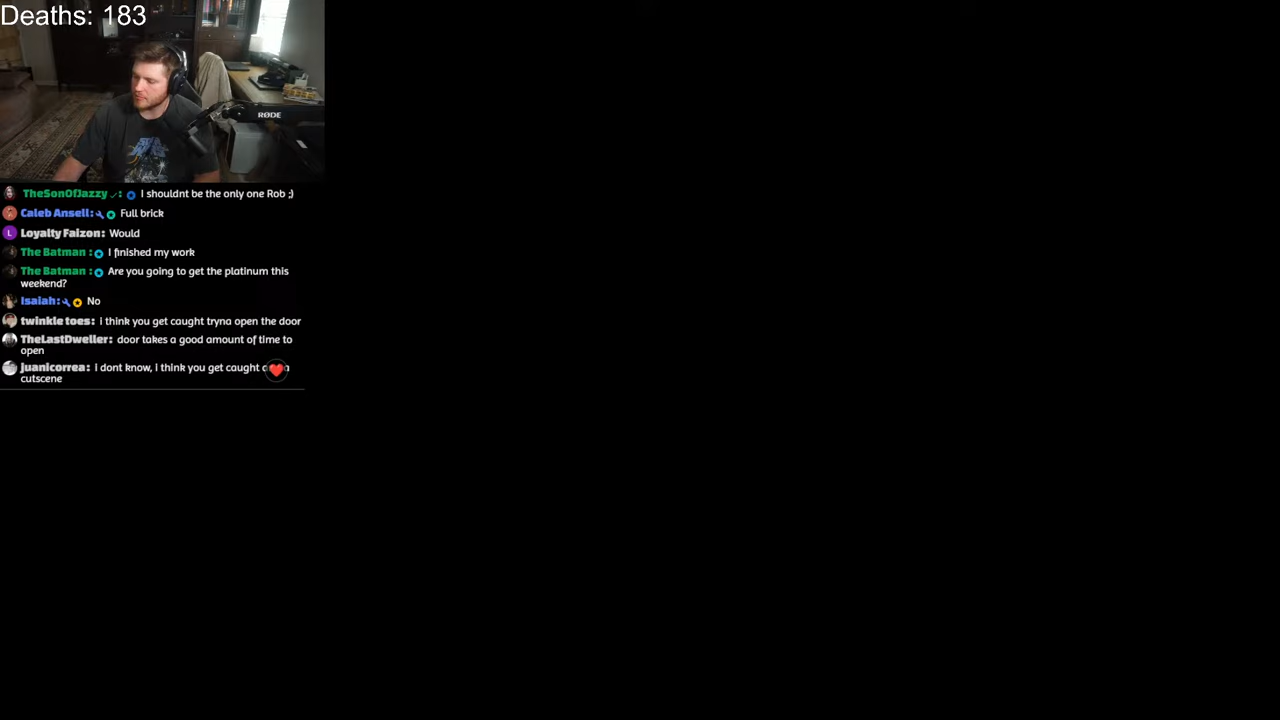 Deaths: 183
RØDE
TheSonOfJazzy : I shouldnt be the only one Rob ;)
Caleb Ansell: Full brick
L Loyalty Faizon: Would
The Batman : I finished my work
The Batman : Are you going to get the platinum this
weekend?
Isaiah: No
twinkle toes: i think you get caught tryna open the door
TheLastDweller: door takes a good amount of time to
open
juanicorrea: i dont know, i think you get caught
cutscene